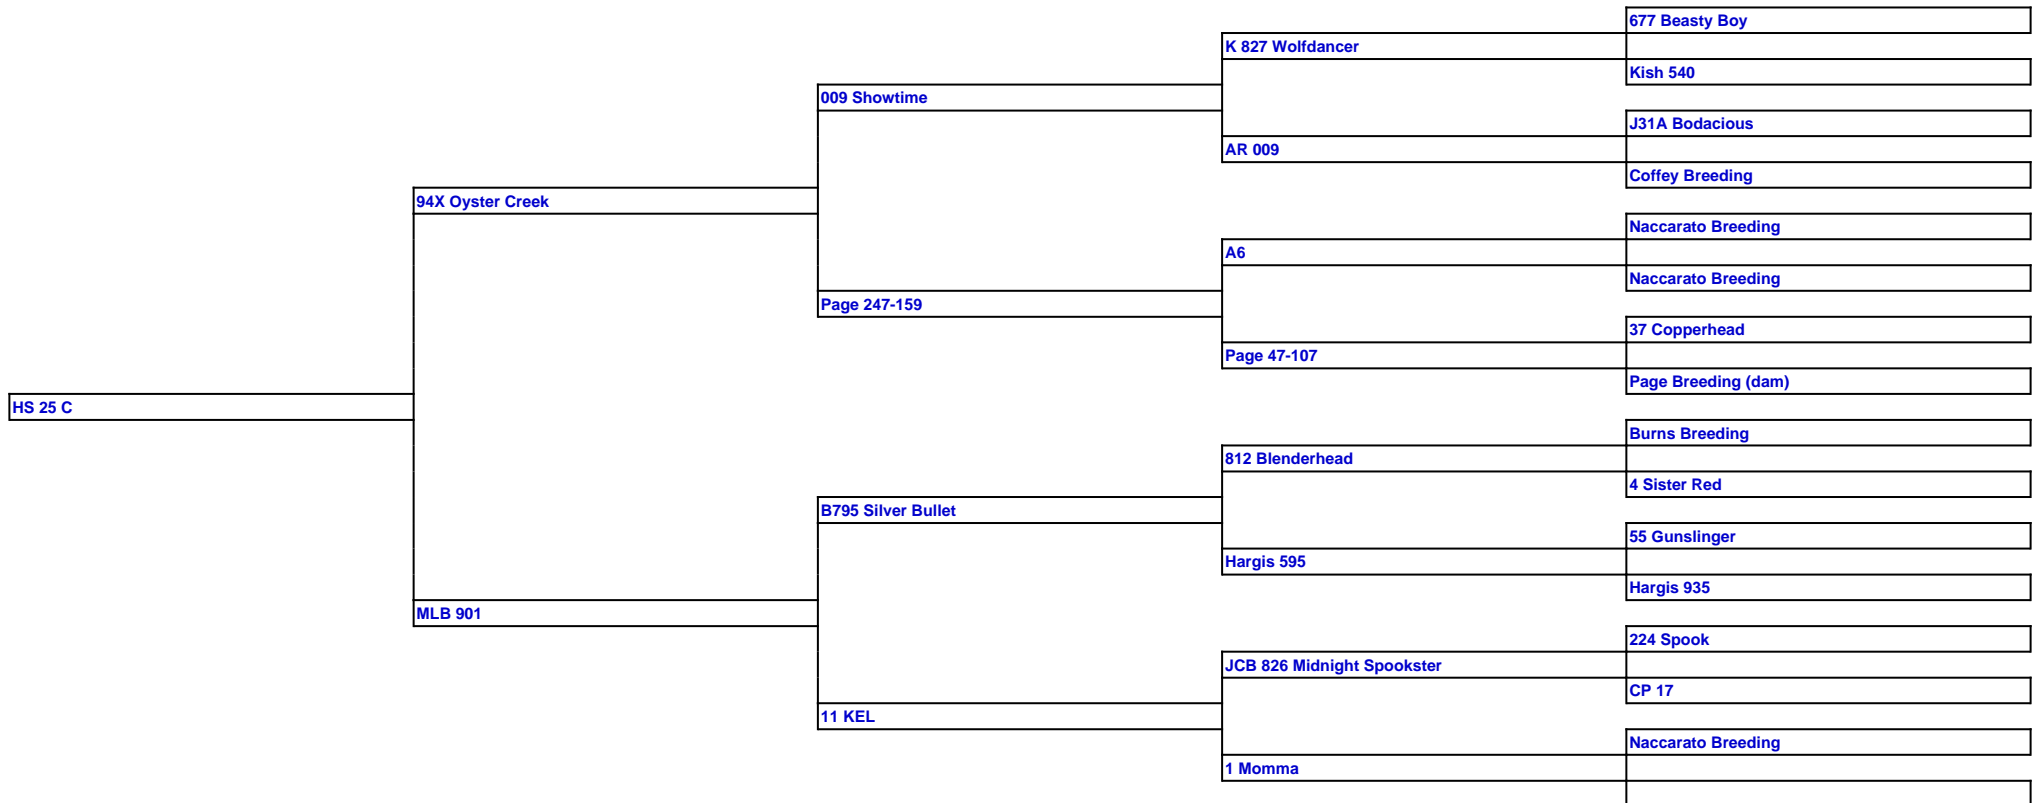 677 Beasty Boy
K 827 Wolfdancer
Kish 540
009 Showtime
J31A Bodacious
AR 009
Coffey Breeding
94X Oyster Creek
Naccarato Breeding
A6
Naccarato Breeding
Page 247-159
37 Copperhead
Page 47-107
Page Breeding (dam)
HS 25 C
Burns Breeding
812 Blenderhead
4 Sister Red
B795 Silver Bullet
55 Gunslinger
Hargis 595
Hargis 935
MLB 901
224 Spook
JCB 826 Midnight Spookster
CP 17
11 KEL
Naccarato Breeding
1 Momma